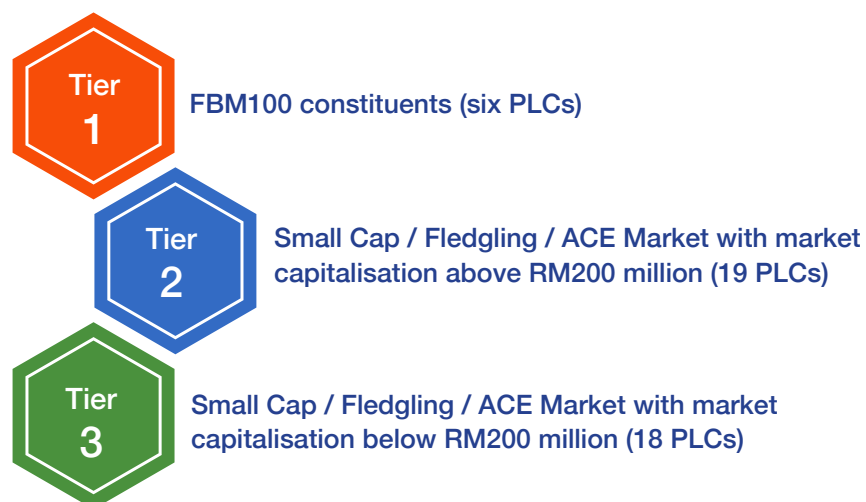 Tier
1
FBM100 constituents (six PLCs)
Tier
2
Small Cap / Fledgling / ACE Market with market
capitalisation above RM200 million (19 PLCs)
Tier
3
Small Cap / Fledgling / ACE Market with market
capitalisation below RM200 million (18 PLCs)